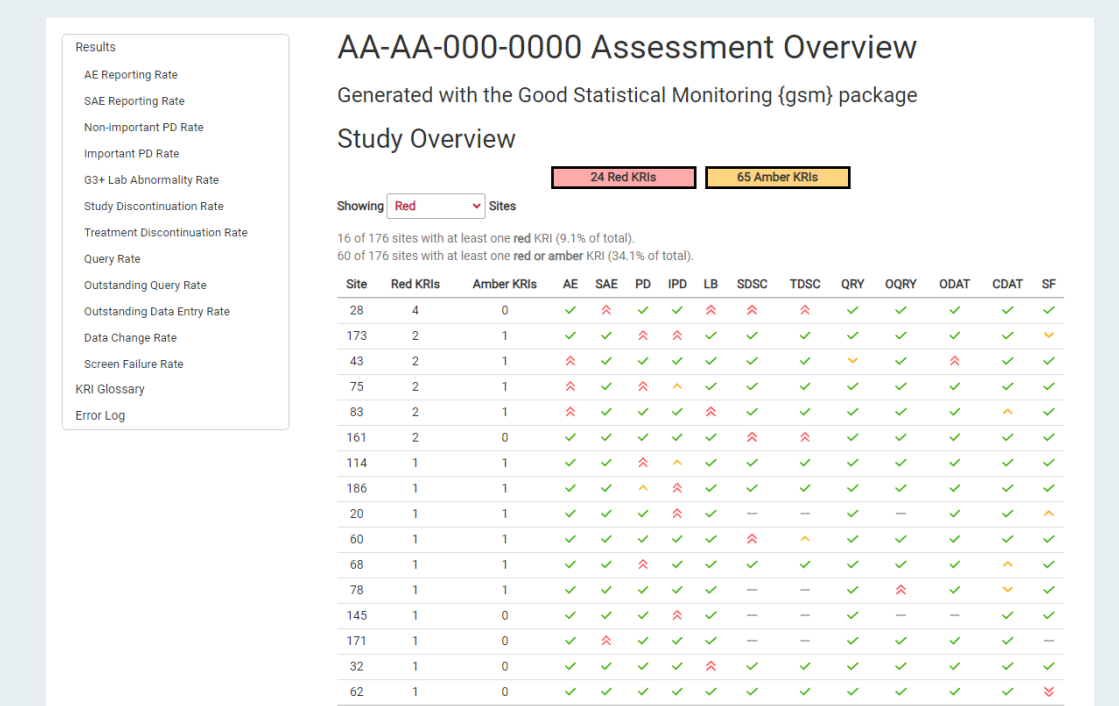 Results
AE Reporting Rate
SAE Reporting Rate
Non-important PD Rate
Important PD Rate
G3+ Lab Abnormality Rate
Study Discontinuation Rate
Treatment Discontinuation Rate
Query Rate
Outstanding Query Rate
Outstanding Data Entry Rate
Data Change Rate
Screen Failure Rate
KRI Glossary
Error Log
AA-AA-000-0000 Assessment Overview
Generated with the Good Statistical Monitoring {gsm} package
Study Overview
24 Red KRIs 65 Amber KRIs
Showing Red Sites
16 of 176 sites with at least one red KRI (9.1% of total).
60 of 176 sites with at least one red or amber KRI (34.1% of total).
Site Red KRIs Amber KRIs AE SAE PD IPD LB SDSC TDSC QRY OQRY ODAT CDAT SF
28 4 0
173 2 1
43 2 1
75 2 1
83 2 1
161 2 0
114 1 1
186 1 1
20 1 1
60 1 1
68 1 1
78 1 1
145 1 0
171 1 0
32 1 0
62 1 0